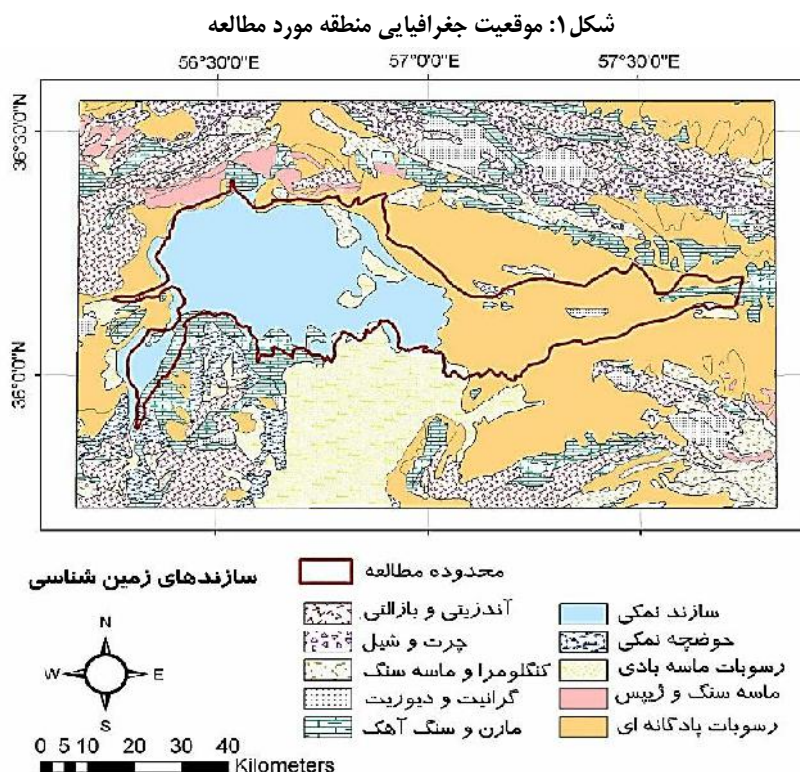 شکل۱: موقعیت جغرافیایی منطقه مورد مطالعه
56°30'0"E 57°0'0"E 57°30'0"E
36°30'0"N
36°0'0"N
سازندهای زمین شناسی
محدوده مطالعه
آندزیتی و بازالتی
چرت و شیل
کنگلومرا و ماسه سنگ
گرانیت و دیوریت
مارن و سنگ آهک
سازند نمکی
حوضچه نمکی
رسوبات ماسه بادی
ماسه سنگ و ژیپس
رسوبات پادگانه ای
N
W E
S
0 5 10 20 30 40
Kilometers